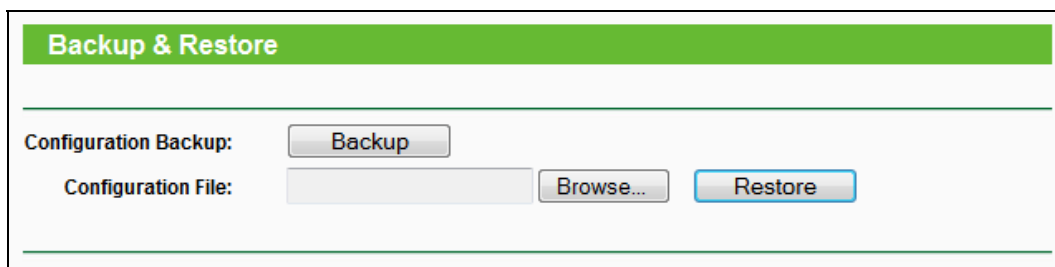 Backup & Restore
Configuration Backup: Backup
Configuration File: Browse... Restore